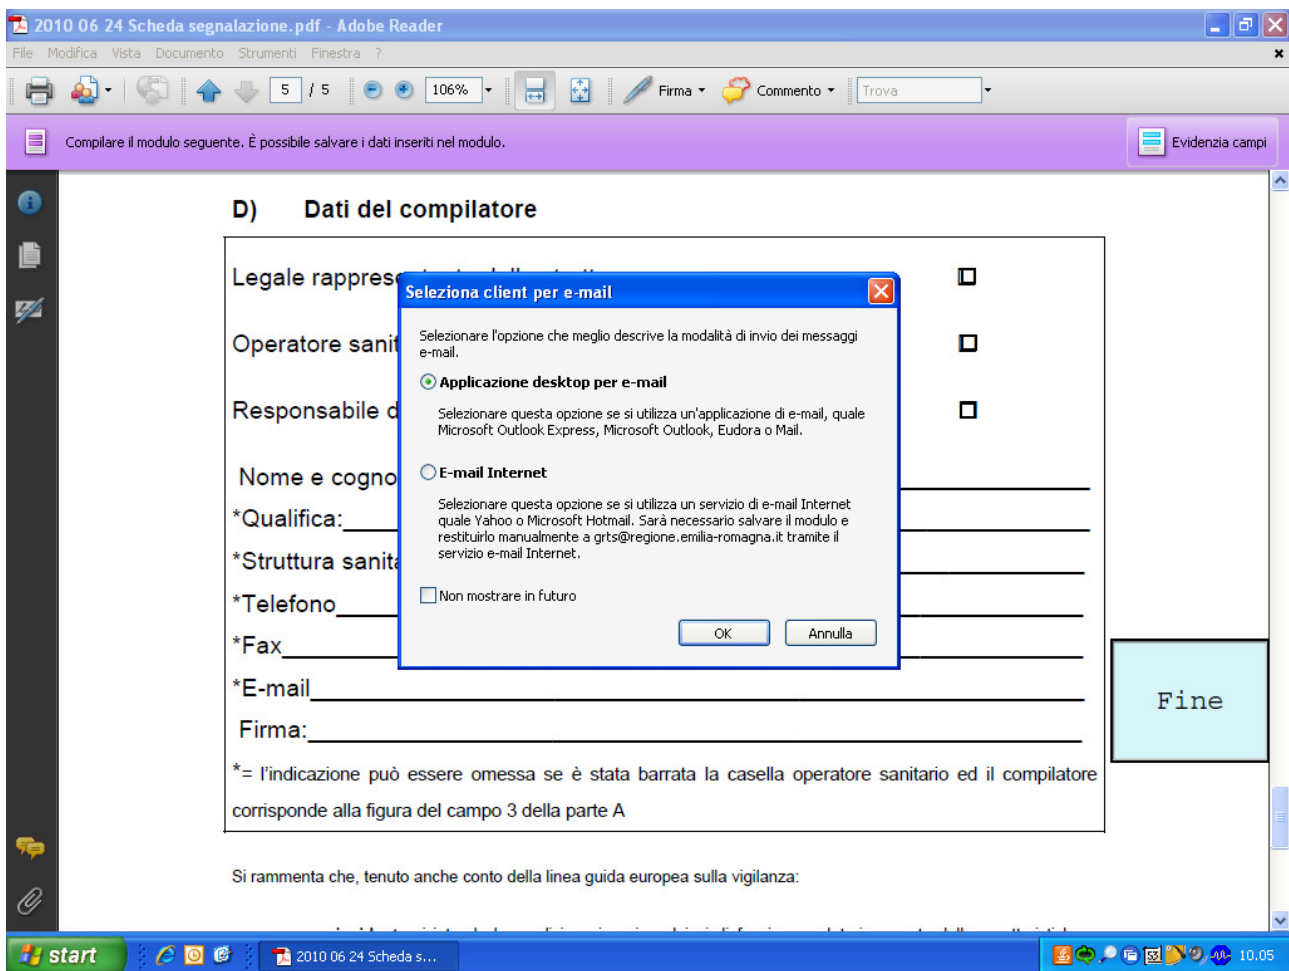 2010 06 24 Scheda segnalazione.pdf - Adobe Reader
File Modifica Vista Documento Strumenti Finestra ?
5 / 5 106% Firma Commento Trova
Compilare il modulo seguente. È possibile salvare i dati inseriti nel modulo. Evidenzia campi
D) Dati del compilatore
Legale
Operatore
Responsabile
Nome e
*Qualifica:
*Struttura
*Telefono
*Fax
*E-mail
Firma:
*= l'indicazione può essere omessa se è stata barrata la casella operatore sanitario ed il compilatore
corrisponde alla figura del campo 3 della parte A
Si rammenta che, tenuto anche conto della linea guida europea sulla vigilanza:
Seleziona client per e-mail
Selezionare l'opzione che meglio descrive la modalità di invio dei messaggi
e-mail.
Applicazione desktop per e-mail
Selezionare questa opzione se si utilizza un'applicazione di e-mail, quale
Microsoft Outlook Express, Microsoft Outlook, Eudora o Mail.
E-mail Internet
Selezionare questa opzione se si utilizza un servizio di e-mail Internet
quale Yahoo o Microsoft Hotmail. Sarà necessario salvare il modulo e
restituirlo manualmente a grts@regione.emilia-romagna.it tramite il
servizio e-mail Internet.
Non mostrare in futuro
OK Annulla
Fine
start 2010 06 24 Scheda s... 10.05